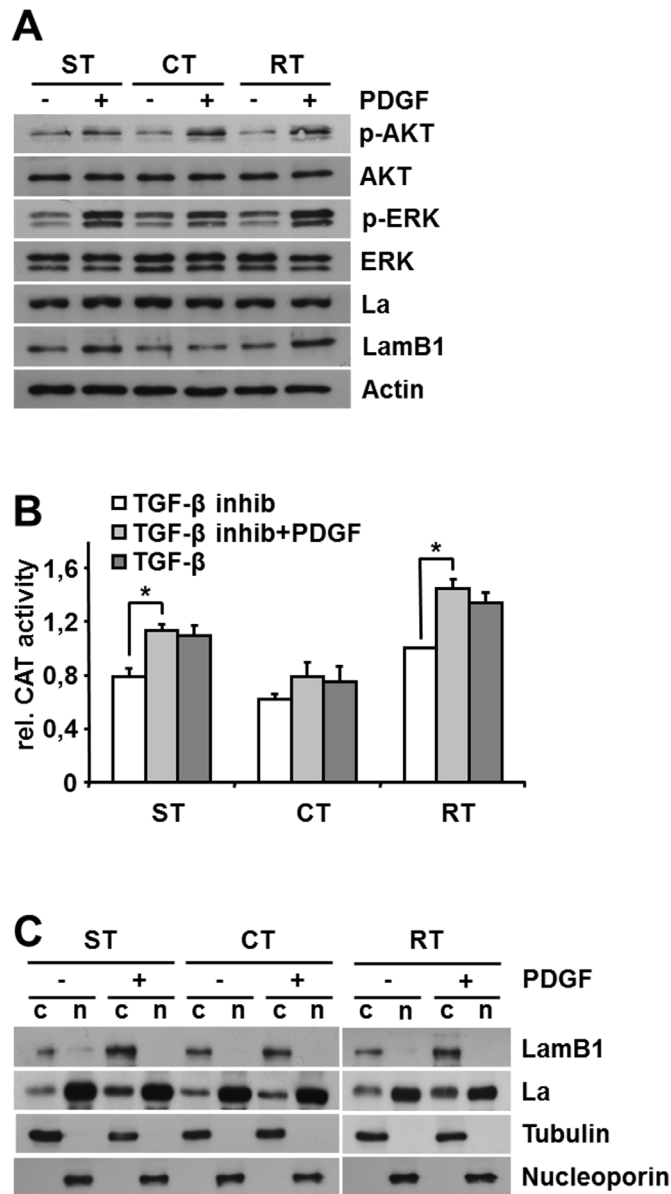 A
ST CT RT
- + - + - + PDGF
p-AKT
AKT
p-ERK
ERK
La
LamB1
Actin
B
TGF-β inhib
TGF-β inhib+PDGF
TGF-β
rel. CAT activity
1,6
1,2
0,8
0,4
0
* *
ST CT RT
C
ST CT RT
- + - + - + PDGF
c n c n c n c n c n c n
LamB1
La
Tubulin
Nucleoporin